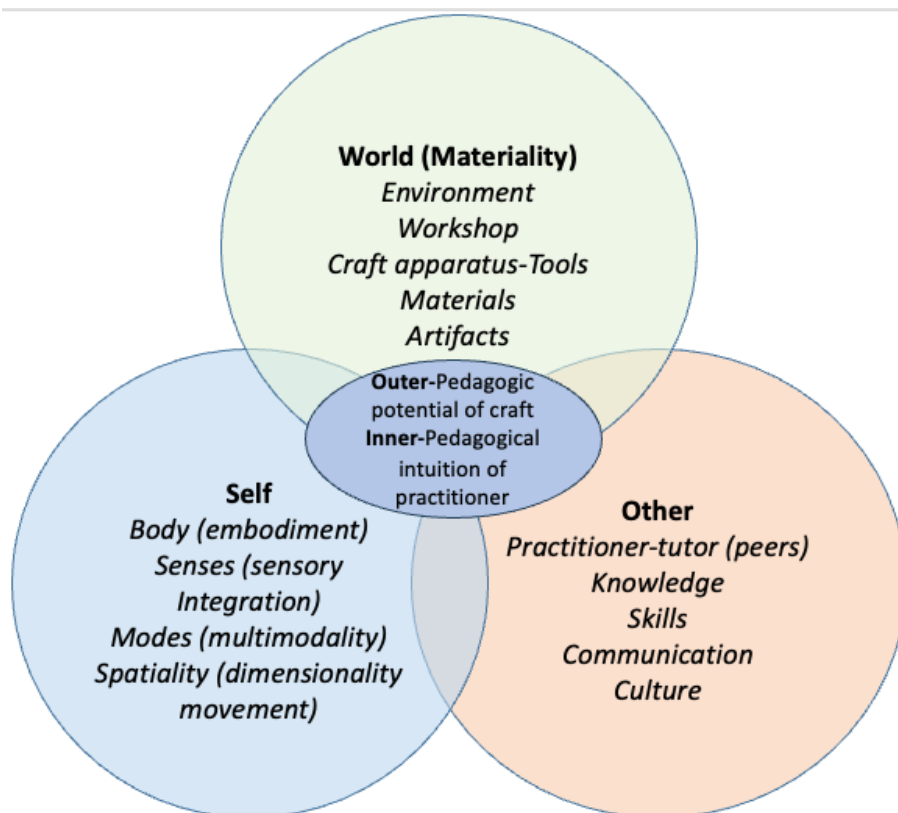 World (Materiality)
Environment
Workshop
Craft apparatus-Tools
Materials
Artifacts
Outer-Pedagogic
potential of craft
Inner-Pedagogical
intuition of
practitioner
Self
Body (embodiment)
Senses (sensory
Integration)
Modes (multimodality)
Spatiality (dimensionality
movement)
Other
Practitioner-tutor (peers)
Knowledge
Skills
Communication
Culture